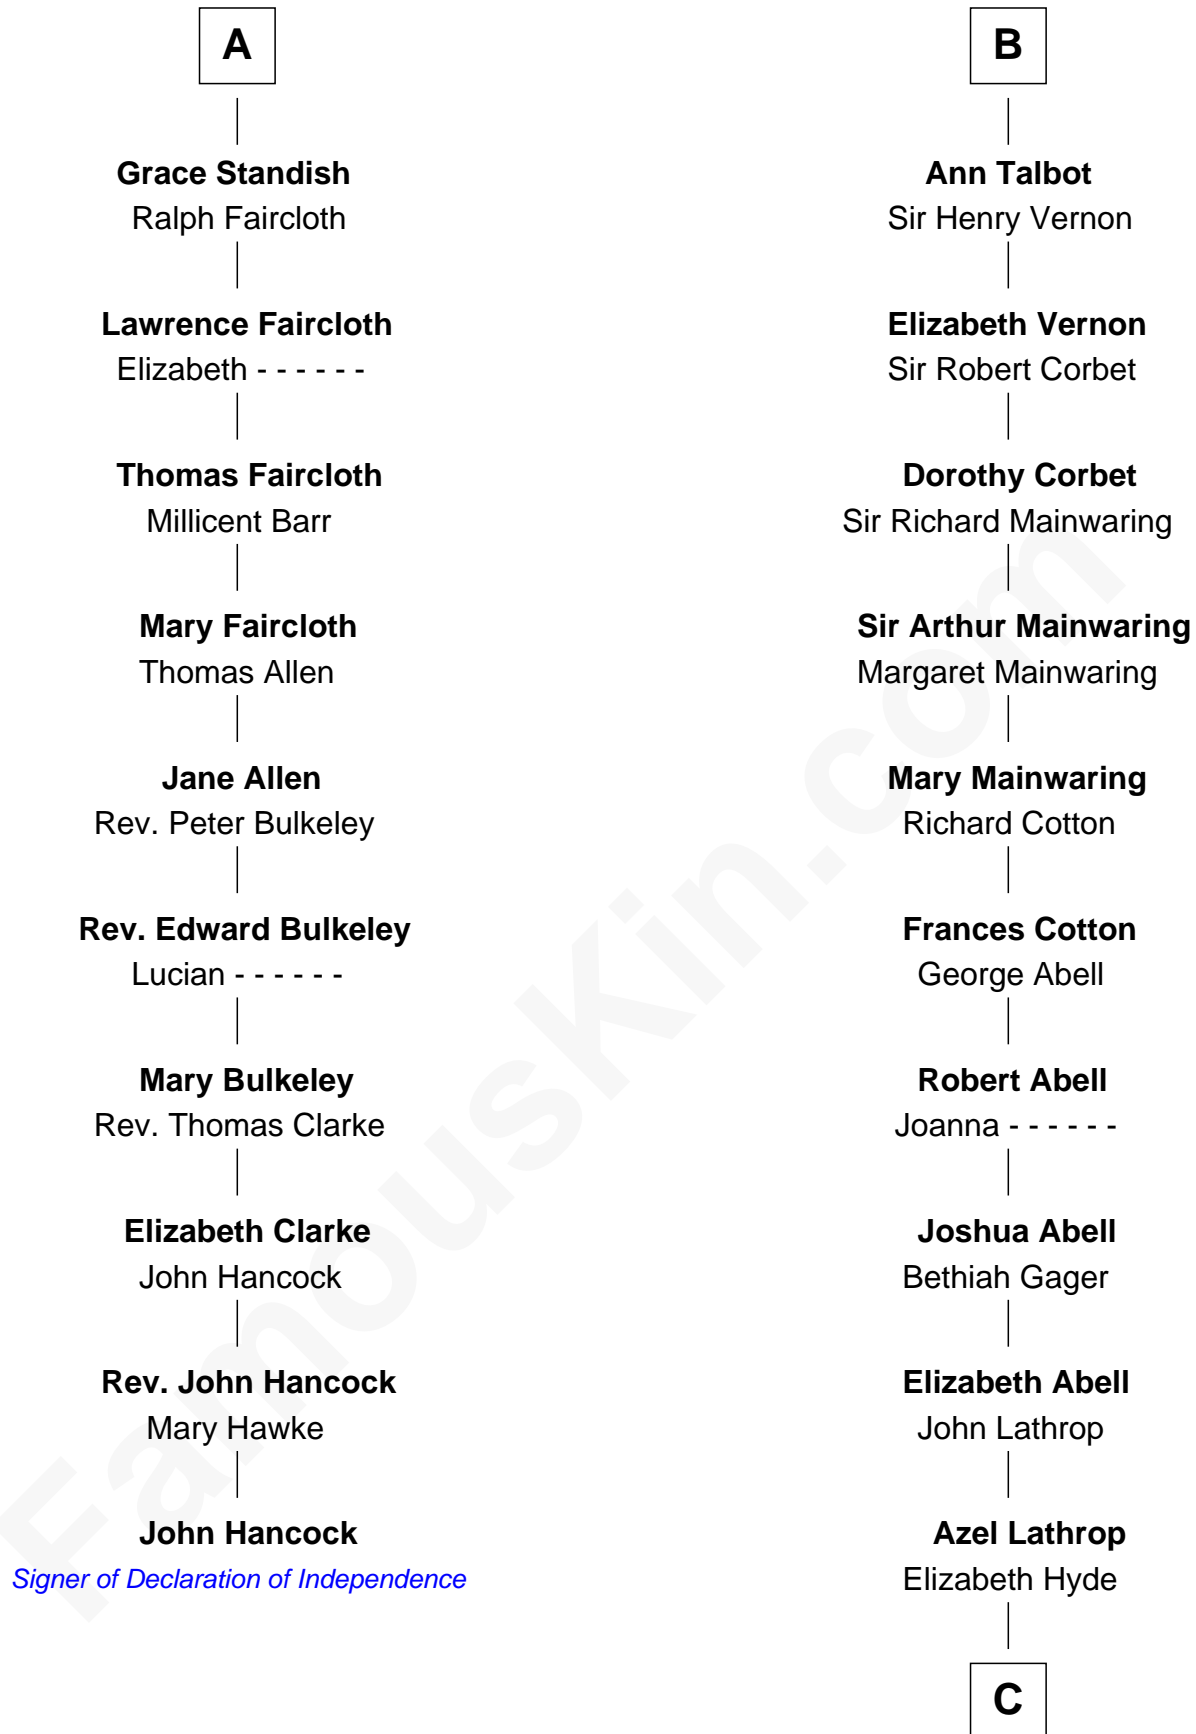 A
Grace Standish
Ralph Faircloth
Lawrence Faircloth
Elizabeth - - - - - -
Thomas Faircloth
Millicent Barr
Mary Faircloth
Thomas Allen
Jane Allen
Rev. Peter Bulkeley
Rev. Edward Bulkeley
Lucian - - - - - -
Mary Bulkeley
Rev. Thomas Clarke
Elizabeth Clarke
John Hancock
Rev. John Hancock
Mary Hawke
John Hancock
Signer of Declaration of Independence
B
Ann Talbot
Sir Henry Vernon
Elizabeth Vernon
Sir Robert Corbet
Dorothy Corbet
Sir Richard Mainwaring
Sir Arthur Mainwaring
Margaret Mainwaring
Mary Mainwaring
Richard Cotton
Frances Cotton
George Abell
Robert Abell
Joanna - - - - - -
Joshua Abell
Bethiah Gager
Elizabeth Abell
John Lathrop
Azel Lathrop
Elizabeth Hyde
C
FamousKin.com